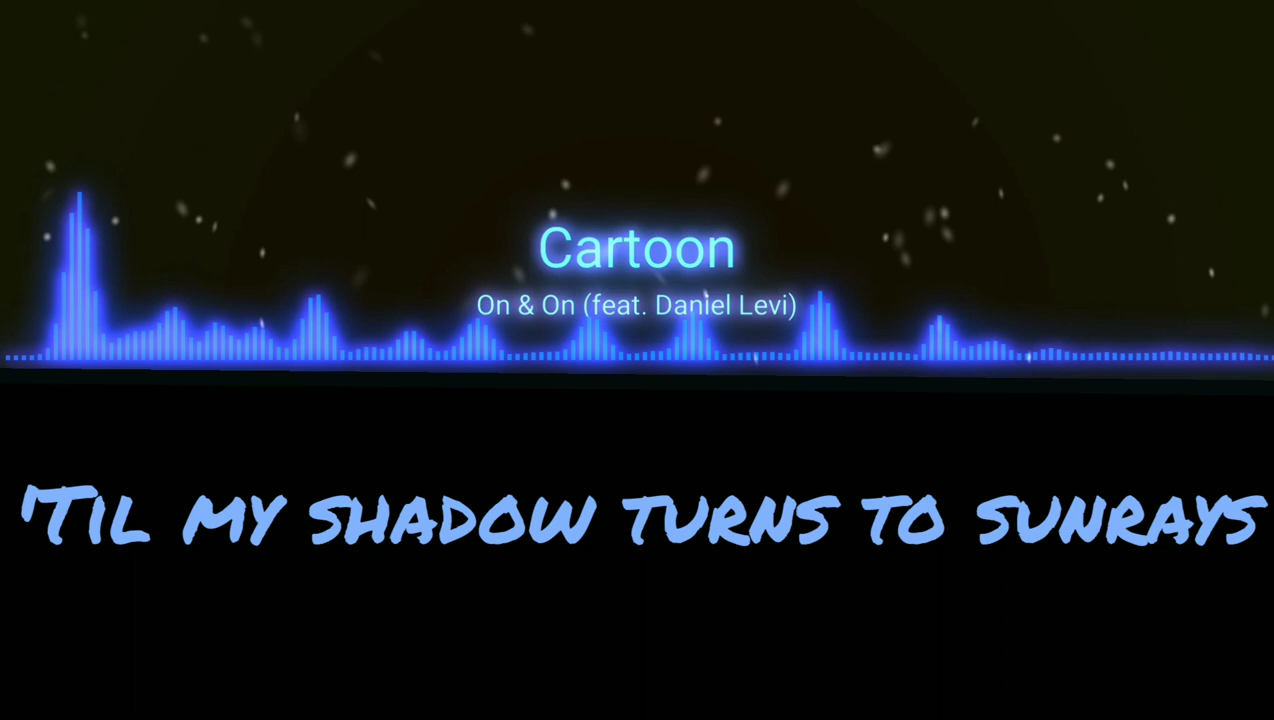 Cartoon
On & On (feat. Daniel Levi)
'Til my shadow turns to sunrays